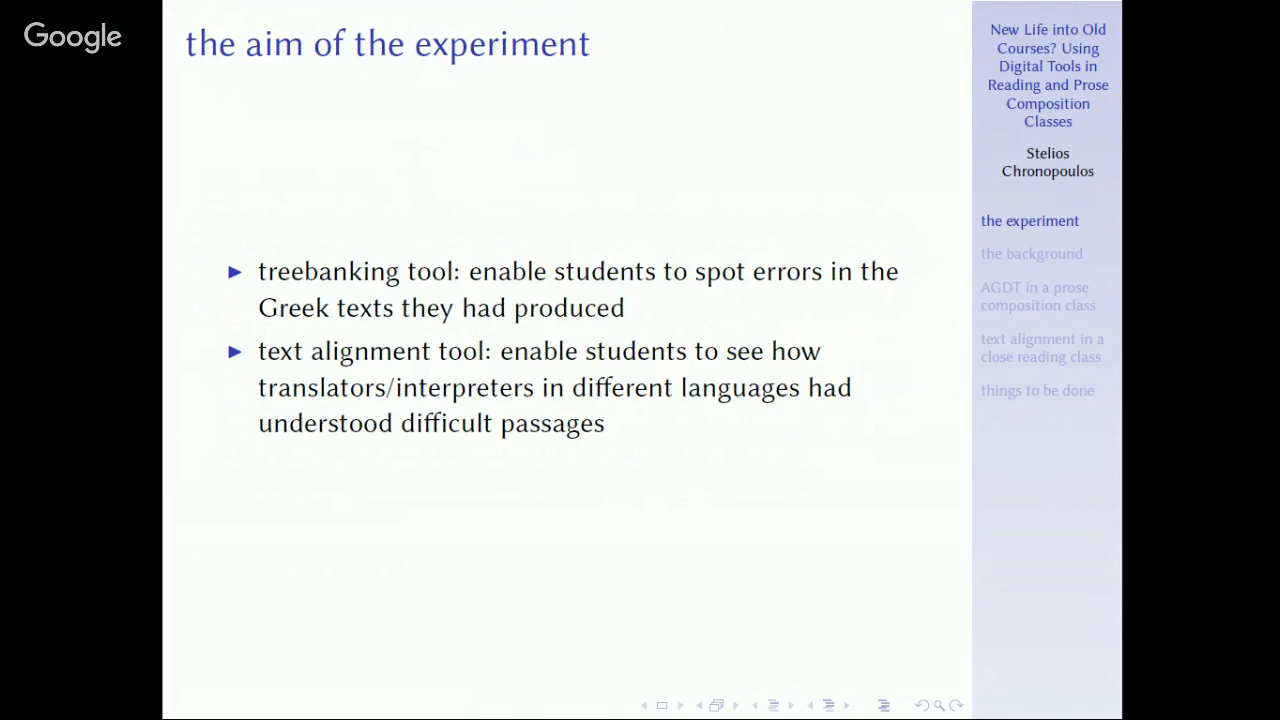 Google
the aim of the experiment
▶ treebanking tool: enable students to spot errors in the
Greek texts they had produced
▶ text alignment tool: enable students to see how
translators/interpreters in different languages had
understood difficult passages
New Life into Old
Courses? Using
Digital Tools in
Reading and Prose
Composition
Classes
Stelios
Chronopoulos
the experiment
the background
AGDT in a prose
composition class
text alignment in a
close reading class
things to be done